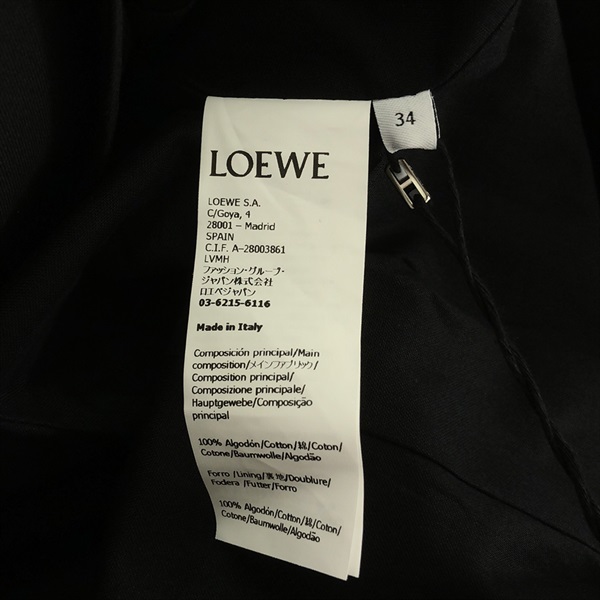 34
LOEWE
LOEWE S.A.
C/Goya, 4
28001 – Madrid
SPAIN
C.I.F. A-28003861
LVMH
ファッション・グループ・
ジャパン株式会社
ロエベジャパン
03-6215-6116
Made in Italy
Composición principal/Main
composition/メインファブリック/
Composition principal/
Composizione principale/
Hauptgewebe/Composição
principal
100% Algodón/Cotton/綿/Coton/
Cotone/Baumwolle/Algodão
Forro/Lining/裏地/Doublure/
Fodera/Futter/Forro
100% Algodón/Cotton/綿/Coton/
Cotone/Baumwolle/Algodão